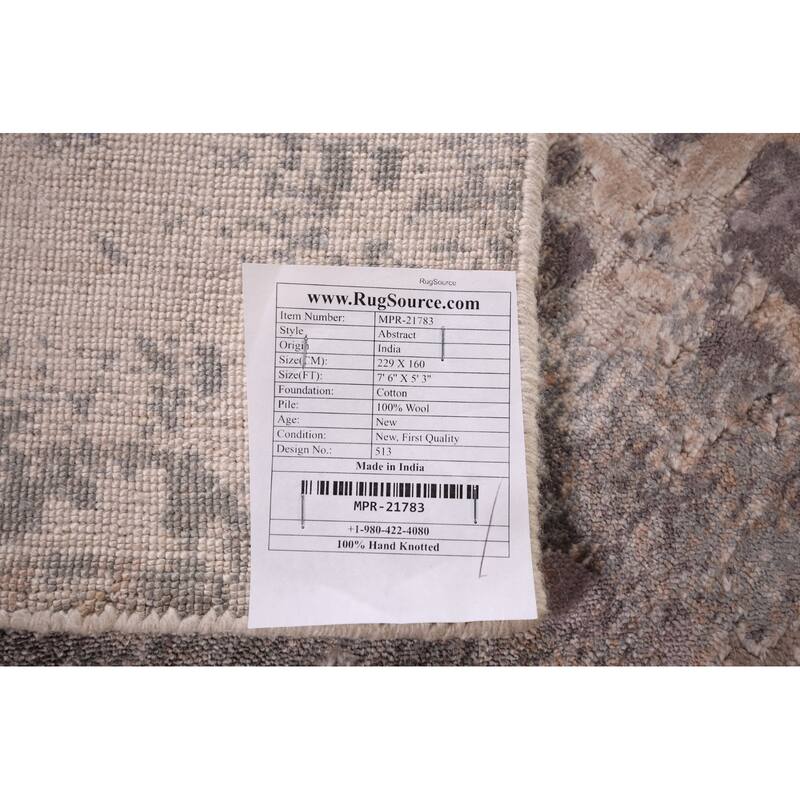 RugSource
www.RugSource.com
Item Number: MPR-21783
Style Abstract
Origin India
Size(CM): 229 X 160
Size(FT): 7' 6" X 5' 3"
Foundation: Cotton
Pile: 100% Wool
Age: New
Condition: New, First Quality
Design No.: 513
Made in India
MPR-21783
+1-980-422-4080
100% Hand Knotted